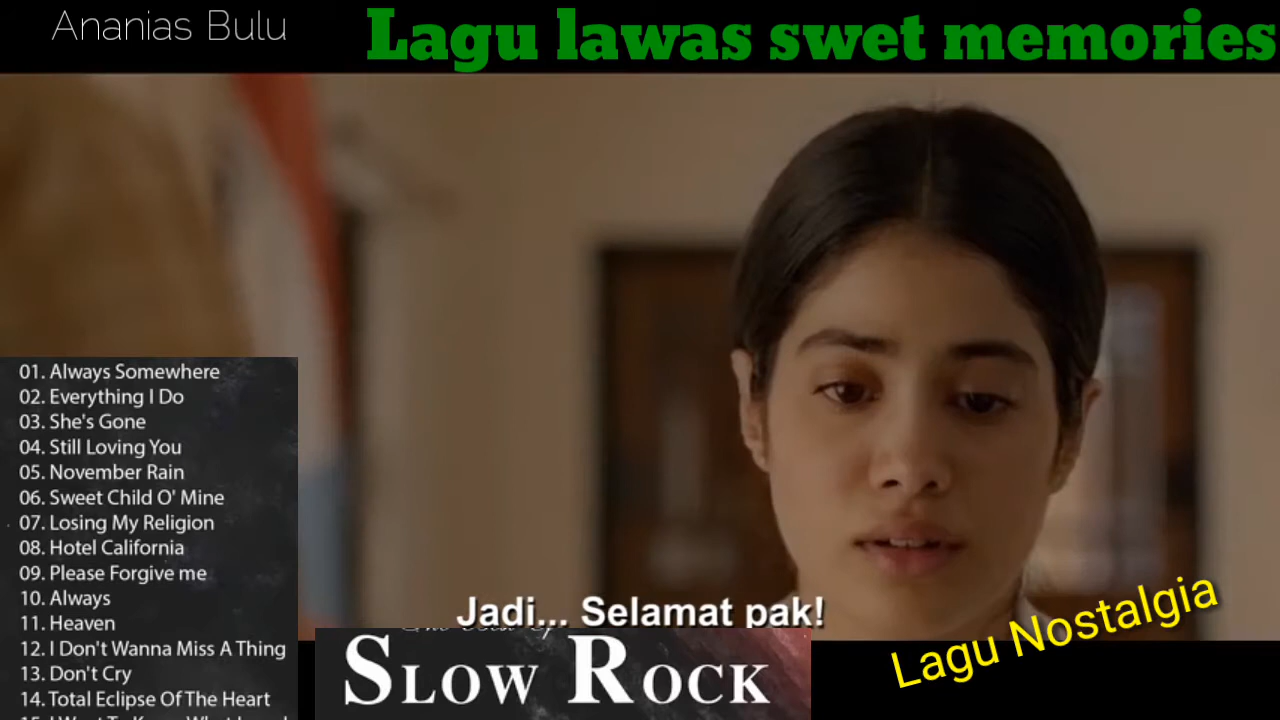 Ananias Bulu
Lagu lawas swet memories
01. Always Somewhere
02. Everything I Do
03. She's Gone
04. Still Loving You
05. November Rain
06. Sweet Child O' Mine
07. Losing My Religion
08. Hotel California
09. Please Forgive me
10. Always
11. Heaven
12. I Don't Wanna Miss A Thing
13. Don't Cry
14. Total Eclipse Of The Heart
Jadi... Selamat pak!
SLOW ROCK
Lagu Nostalgia